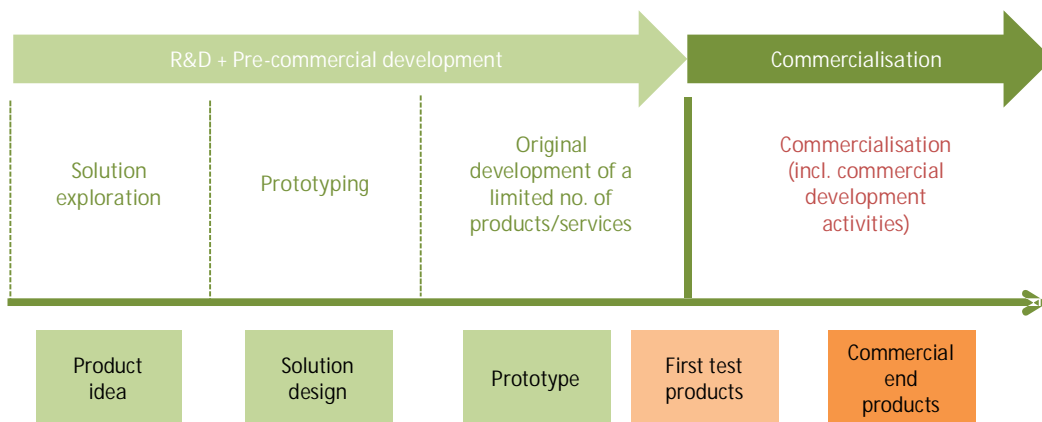 R&D + Pre-commercial development
Commercialisation
Solution
exploration
Prototyping
Original
development of a
limited no. of
products/services
Commercialisation
(incl. commercial
development
activities)
Product
idea
Solution
design
Prototype
First test
products
Commercial
end
products